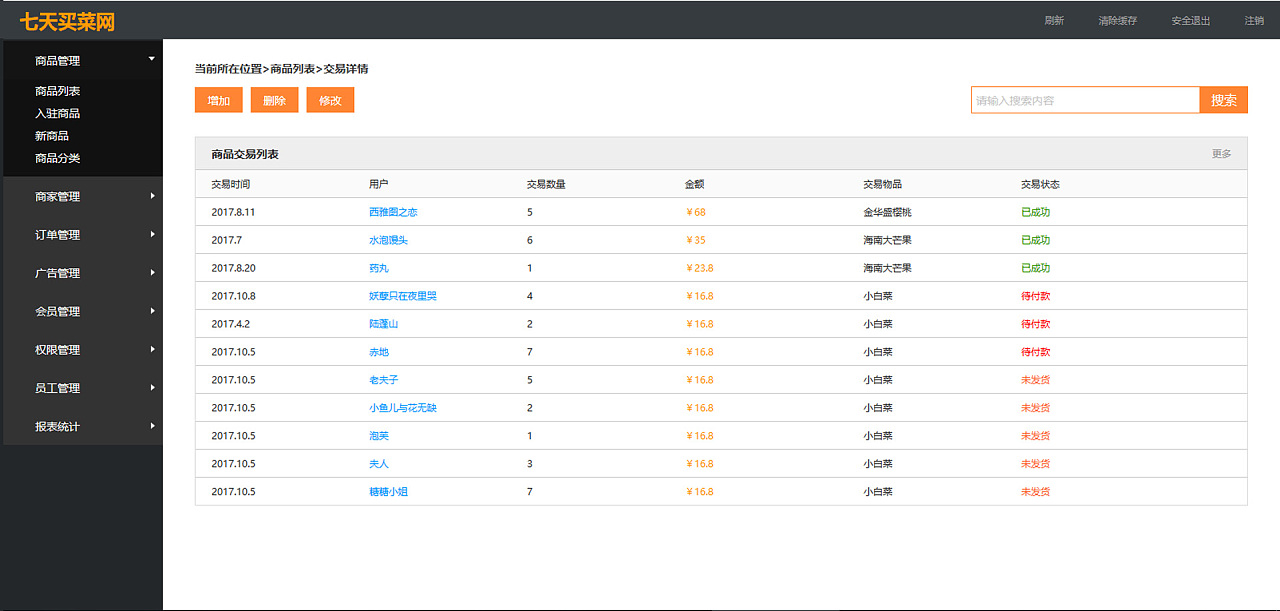 七天买菜网 刷新 清除缓存 安全退出 注销
商品管理
商品列表
入驻商品
新商品
商品分类
商家管理
订单管理
广告管理
会员管理
权限管理
员工管理
报表统计
当前所在位置>商品列表>交易详情
增加 删除 修改 请输入搜索内容 搜索
商品交易列表 更多
交易时间 用户 交易数量 金额 交易物品 交易状态
2017.8.11 西雅图之恋 5 ￥68 金华盛樱桃 已成功
2017.7 水泡馒头 6 ￥35 海南大芒果 已成功
2017.8.20 药丸 1 ￥23.8 海南大芒果 已成功
2017.10.8 妖孽只在夜里哭 4 ￥16.8 小白菜 待付款
2017.4.2 陆蓬山 2 ￥16.8 小白菜 待付款
2017.10.5 赤地 7 ￥16.8 小白菜 待付款
2017.10.5 老夫子 5 ￥16.8 小白菜 未发货
2017.10.5 小鱼儿与花无缺 2 ￥16.8 小白菜 未发货
2017.10.5 泡芙 1 ￥16.8 小白菜 未发货
2017.10.5 夫人 3 ￥16.8 小白菜 未发货
2017.10.5 糖糖小姐 7 ￥16.8 小白菜 未发货